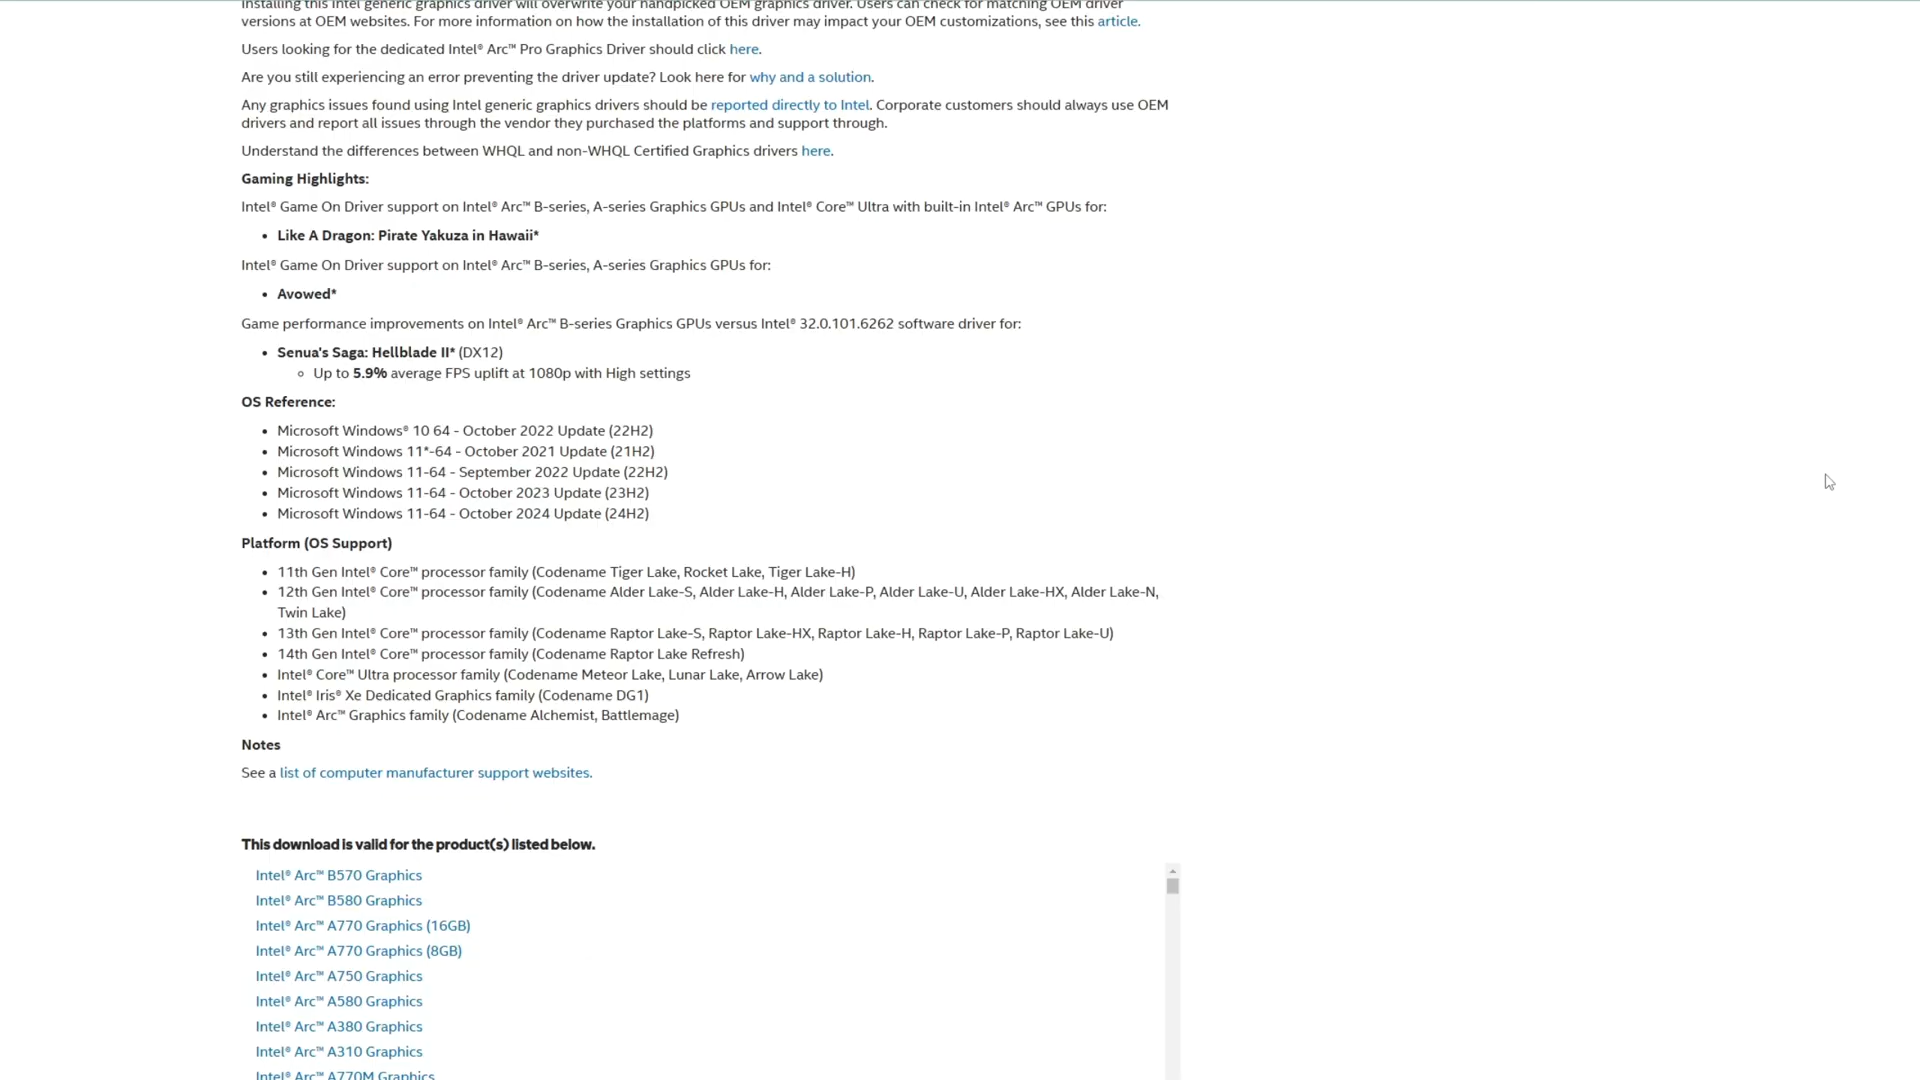 Installing this Intel generic graphics driver will overwrite your handpicked OEM graphics driver. Users can check for matching OEM driver
versions at OEM websites. For more information on how the installation of this driver may impact your OEM customizations, see this article.
Users looking for the dedicated Intel® Arc™ Pro Graphics Driver should click here.
Are you still experiencing an error preventing the driver update? Look here for why and a solution.
Any graphics issues found using Intel generic graphics drivers should be reported directly to Intel. Corporate customers should always use OEM
drivers and report all issues through the vendor they purchased the platforms and support through.
Understand the differences between WHQL and non-WHQL Certified Graphics drivers here.
Gaming Highlights:
Intel® Game On Driver support on Intel® Arc™ B-series, A-series Graphics GPUs and Intel® Core™ Ultra with built-in Intel® Arc™ GPUs for:
• Like A Dragon: Pirate Yakuza in Hawaii*
Intel® Game On Driver support on Intel® Arc™ B-series, A-series Graphics GPUs for:
• Avowed*
Game performance improvements on Intel® Arc™ B-series Graphics GPUs versus Intel® 32.0.101.6262 software driver for:
• Senua's Saga: Hellblade II* (DX12)
◦ Up to 5.9% average FPS uplift at 1080p with High settings
OS Reference:
• Microsoft Windows® 10 64 - October 2022 Update (22H2)
• Microsoft Windows 11*-64 - October 2021 Update (21H2)
• Microsoft Windows 11-64 - September 2022 Update (22H2)
• Microsoft Windows 11-64 - October 2023 Update (23H2)
• Microsoft Windows 11-64 - October 2024 Update (24H2)
Platform (OS Support)
• 11th Gen Intel® Core™ processor family (Codename Tiger Lake, Rocket Lake, Tiger Lake-H)
• 12th Gen Intel® Core™ processor family (Codename Alder Lake-S, Alder Lake-H, Alder Lake-P, Alder Lake-U, Alder Lake-HX, Alder Lake-N,
Twin Lake)
• 13th Gen Intel® Core™ processor family (Codename Raptor Lake-S, Raptor Lake-HX, Raptor Lake-H, Raptor Lake-P, Raptor Lake-U)
• 14th Gen Intel® Core™ processor family (Codename Raptor Lake Refresh)
• Intel® Core™ Ultra processor family (Codename Meteor Lake, Lunar Lake, Arrow Lake)
• Intel® Iris® Xe Dedicated Graphics family (Codename DG1)
• Intel® Arc™ Graphics family (Codename Alchemist, Battlemage)
Notes
See a list of computer manufacturer support websites.
This download is valid for the product(s) listed below.
Intel® Arc™ B570 Graphics
Intel® Arc™ B580 Graphics
Intel® Arc™ A770 Graphics (16GB)
Intel® Arc™ A770 Graphics (8GB)
Intel® Arc™ A750 Graphics
Intel® Arc™ A580 Graphics
Intel® Arc™ A380 Graphics
Intel® Arc™ A310 Graphics
Intel® Arc™ A770M Graphics